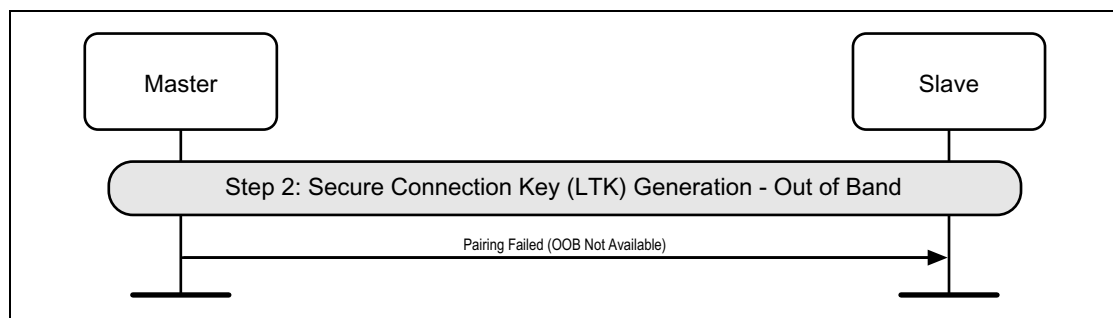 Master
Slave
Step 2: Secure Connection Key (LTK) Generation - Out of Band
Pairing Failed (OOB Not Available)